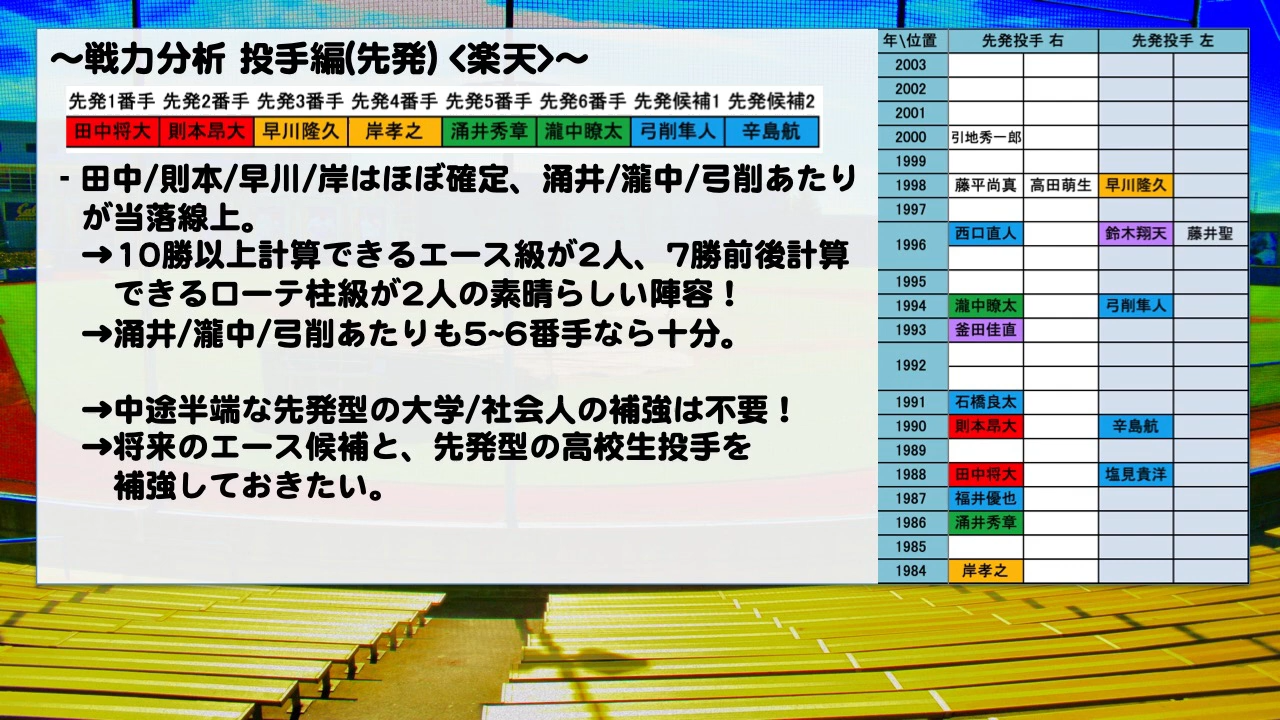 ～戦力分析 投手編(先発) <楽天>～
先発1番手 先発2番手 先発3番手 先発4番手 先発5番手 先発6番手 先発候補1 先発候補2
田中将大 則本昂大 早川隆久 岸孝之 涌井秀章 瀧中瞭太 弓削隼人 辛島航
- 田中/則本/早川/岸はほぼ確定、涌井/瀧中/弓削あたり
が当落線上。
→10勝以上計算できるエース級が2人、7勝前後計算
できるローテ柱級が2人の素晴らしい陣容！
→涌井/瀧中/弓削あたりも5~6番手なら十分。
→中途半端な先発型の大学/社会人の補強は不要！
→将来のエース候補と、先発型の高校生投手を
補強しておきたい。
年\位置 先発投手 右 先発投手 左
2003
2002
2001
2000 引地秀一郎
1999
1998 藤平尚真 高田萌生 早川隆久
1997
1996 西口直人 鈴木翔天 藤井聖
1995
1994 瀧中瞭太 弓削隼人
1993 釜田佳直
1992
1991 石橋良太
1990 則本昂大 辛島航
1989
1988 田中将大 塩見貴洋
1987 福井優也
1986 涌井秀章
1985
1984 岸孝之